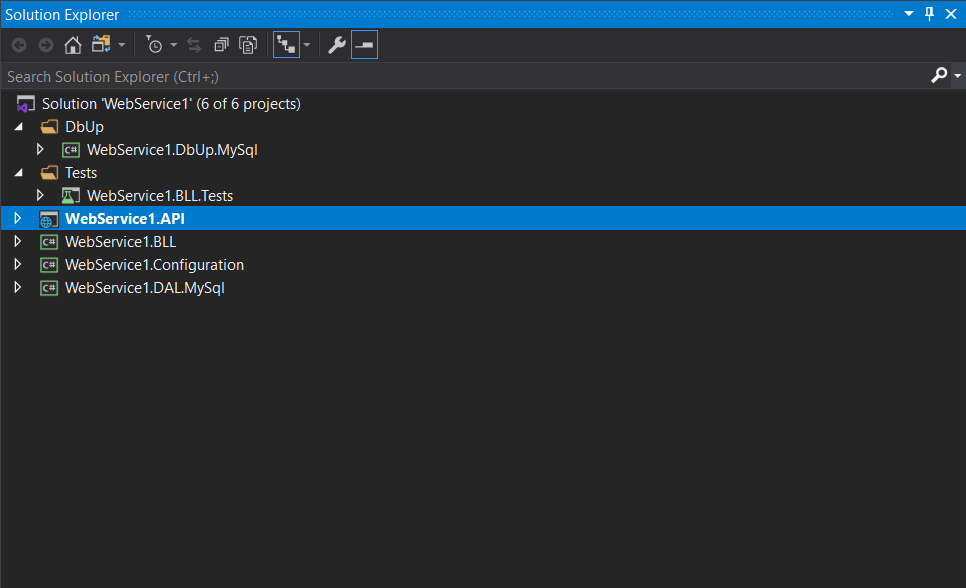 Solution Explorer
Search Solution Explorer (Ctrl+;)
Solution 'WebService1' (6 of 6 projects)
DbUp
C# WebService1.DbUp.MySql
Tests
WebService1.BLL.Tests
WebService1.API
C# WebService1.BLL
C# WebService1.Configuration
C# WebService1.DAL.MySql